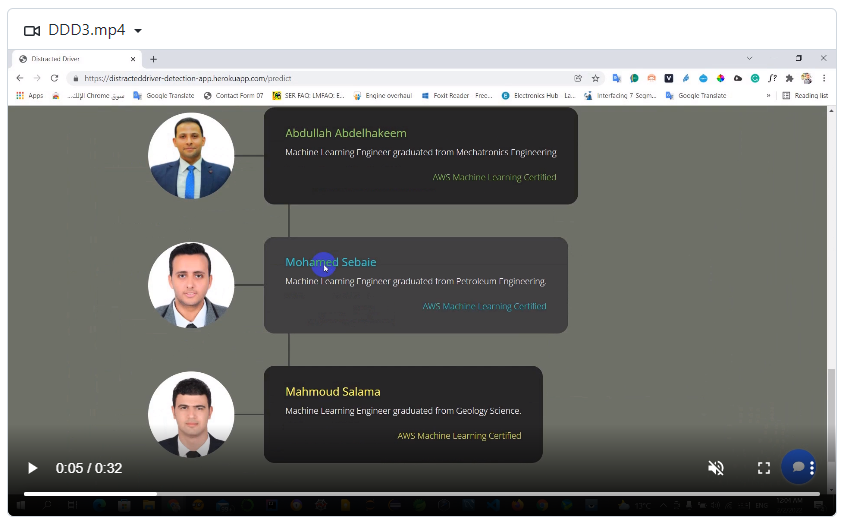 DDD3.mp4
Distracted Driver
https://distracteddriver-detection-app.herokuapp.com/predict
Apps
سوق Chrome الإلك...
Google Translate
Contact Form 07
SER FAQ: LMFAQ: E...
Engine overhaul
Foxit Reader - Free...
Electronics Hub - La...
Interfacing 7-Segm...
Google Translate
»
Reading list
Abdullah Abdelhakeem
Machine Learning Engineer graduated from Mechatronics Engineering
AWS Machine Learning Certified
Mohamed Sebaie
Machine Learning Engineer graduated from Petroleum Engineering.
AWS Machine Learning Certified
Mahmoud Salama
Machine Learning Engineer graduated from Geology Science.
AWS Machine Learning Certified
0:05 / 0:32